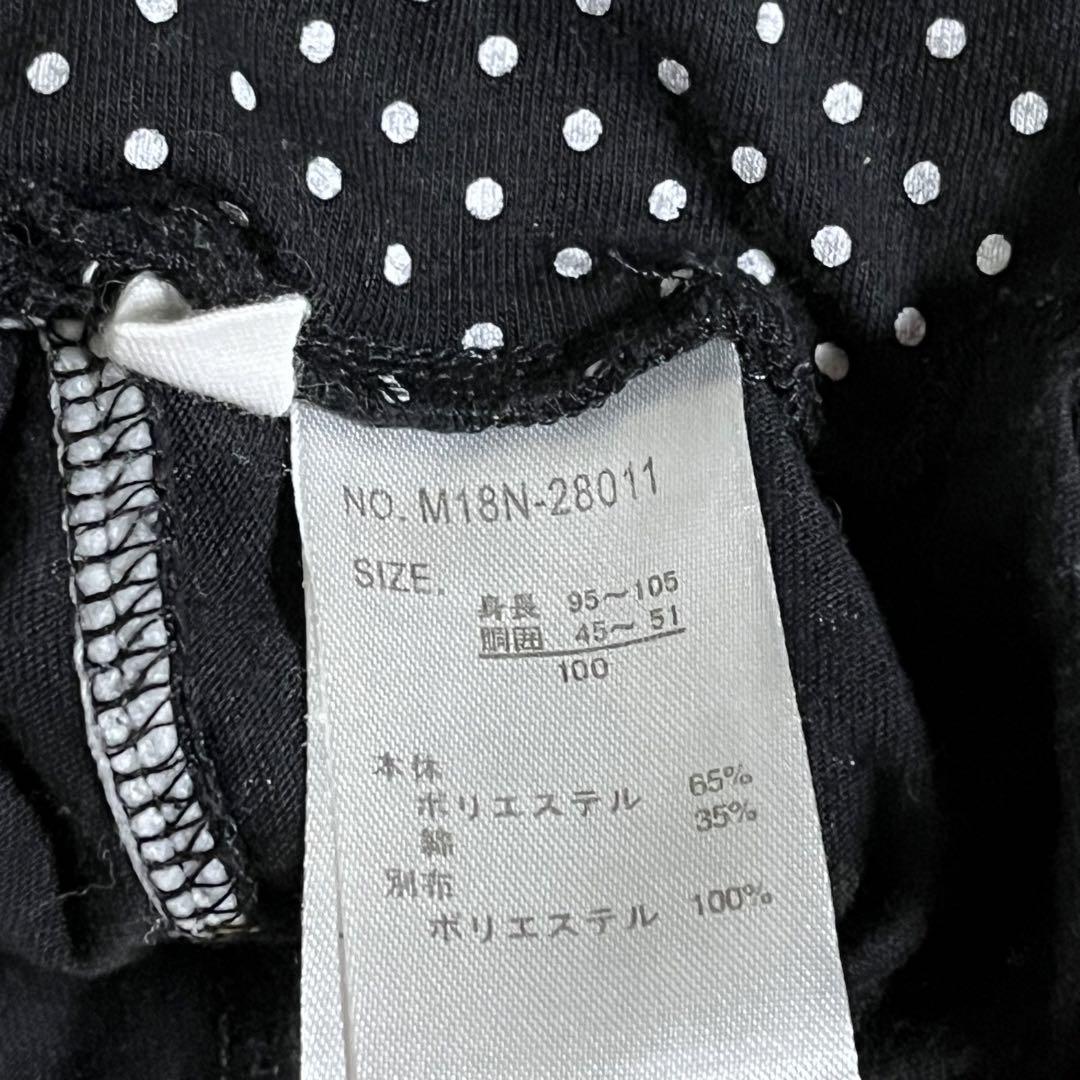 NO. M18N-28011
SIZE.
身長 95～105
胴囲 45～ 51
100
本体
ポリエステル 65%
綿 35%
別布
ポリエステル 100%